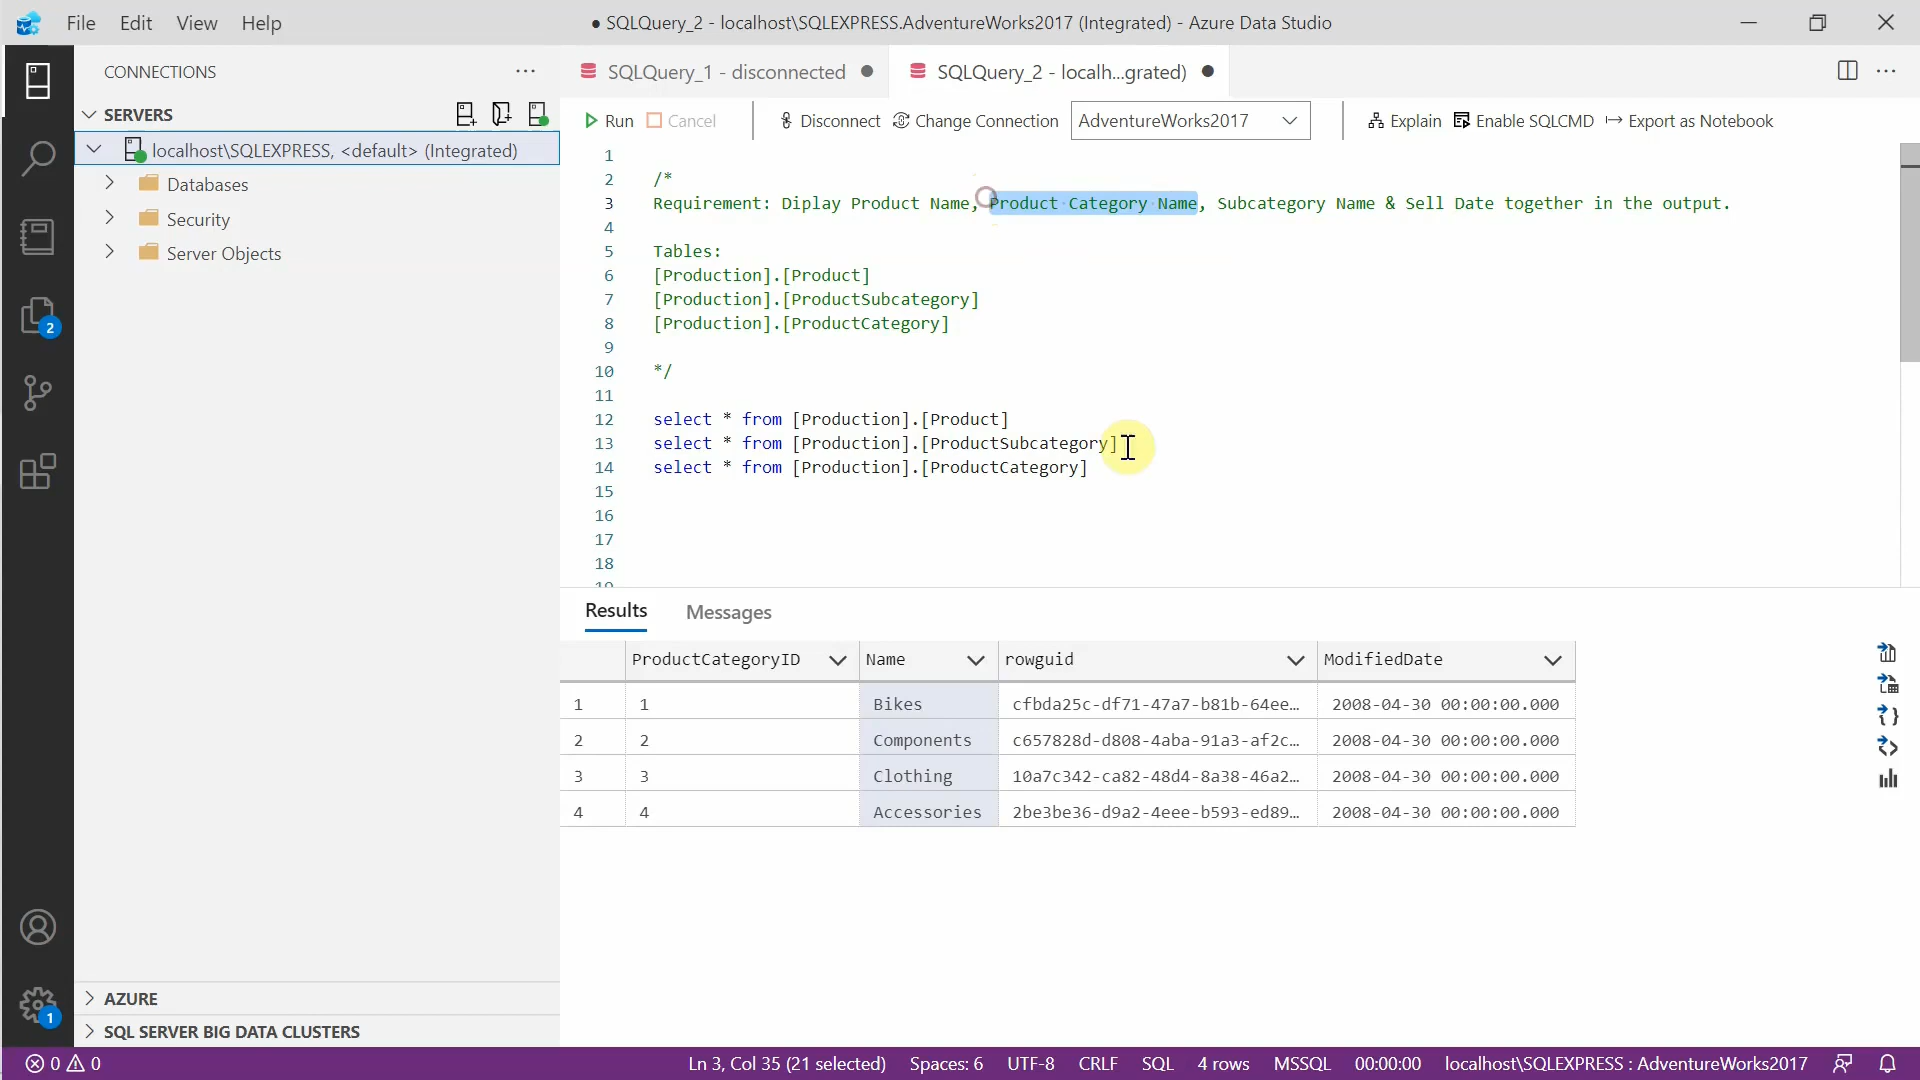 File Edit View Help
● SQLQuery_2 - localhost\SQLEXPRESS.AdventureWorks2017 (Integrated) - Azure Data Studio
CONNECTIONS
SQLQuery_1 - disconnected ●
SQLQuery_2 - localh...grated) ●
SERVERS
Run Cancel Disconnect Change Connection AdventureWorks2017 Explain Enable SQLCMD Export as Notebook
localhost\SQLEXPRESS, <default> (Integrated)
Databases
Security
Server Objects
1
2 /*
3 Requirement: Diplay Product Name, Product Category Name, Subcategory Name & Sell Date together in the output.
4
5 Tables:
6 [Production].[Product]
7 [Production].[ProductSubcategory]
8 [Production].[ProductCategory]
9
10 */
11
12 select * from [Production].[Product]
13 select * from [Production].[ProductSubcategory]
14 select * from [Production].[ProductCategory]
15
16
17
18
Results Messages
ProductCategoryID Name rowguid ModifiedDate
1 1 Bikes cfbda25c-df71-47a7-b81b-64ee... 2008-04-30 00:00:00.000
2 2 Components c657828d-d808-4aba-91a3-af2c... 2008-04-30 00:00:00.000
3 3 Clothing 10a7c342-ca82-48d4-8a38-46a2... 2008-04-30 00:00:00.000
4 4 Accessories 2be3be36-d9a2-4eee-b593-ed89... 2008-04-30 00:00:00.000
2
1
AZURE
SQL SERVER BIG DATA CLUSTERS
0 0 Ln 3, Col 35 (21 selected) Spaces: 6 UTF-8 CRLF SQL 4 rows MSSQL 00:00:00 localhost\SQLEXPRESS : AdventureWorks2017